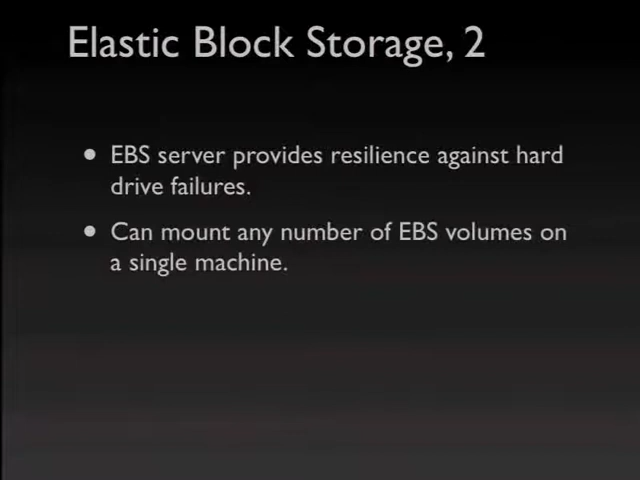 Elastic Block Storage, 2
• EBS server provides resilience against hard
drive failures.
• Can mount any number of EBS volumes on
a single machine.